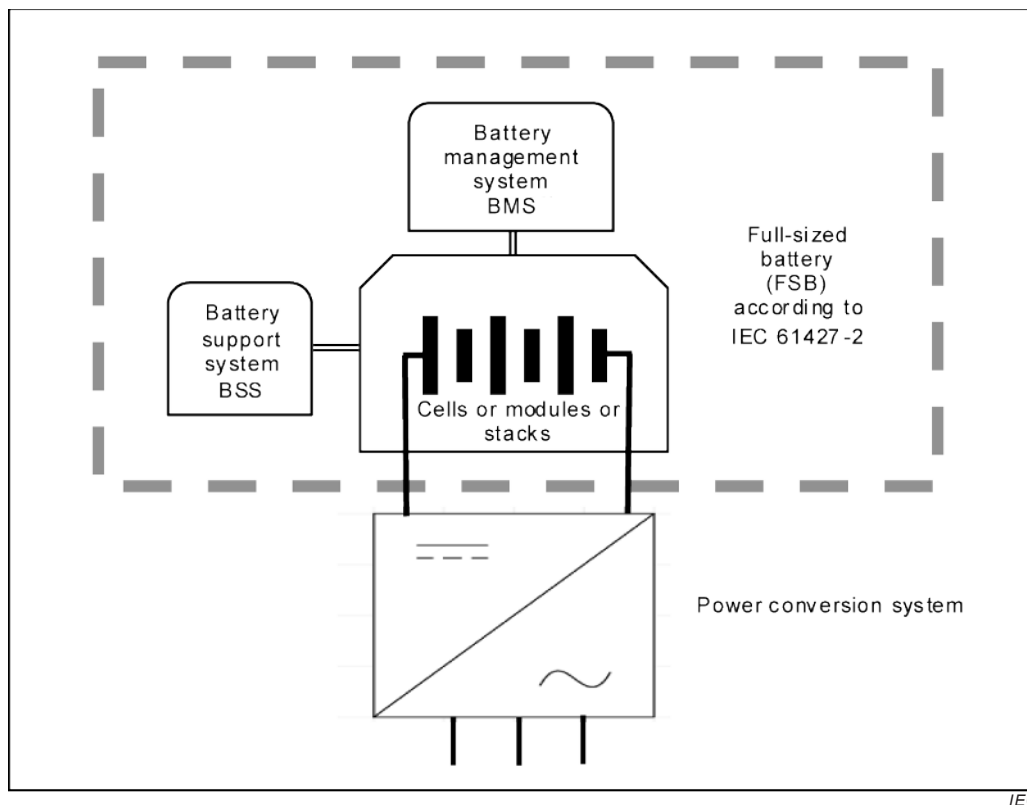 Battery
management
system
BMS
Full-sized
battery
(FSB)
according to
IEC 61427-2
Battery
support
system
BSS
Cells or modules or
stacks
Power conversion system